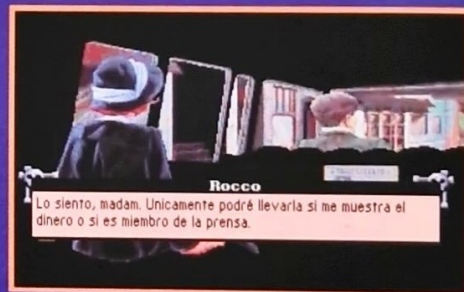 Rocco
Lo siento, madam. Unicamente podré llevarla si me muestra el
dinero o si es miembro de la prensa.